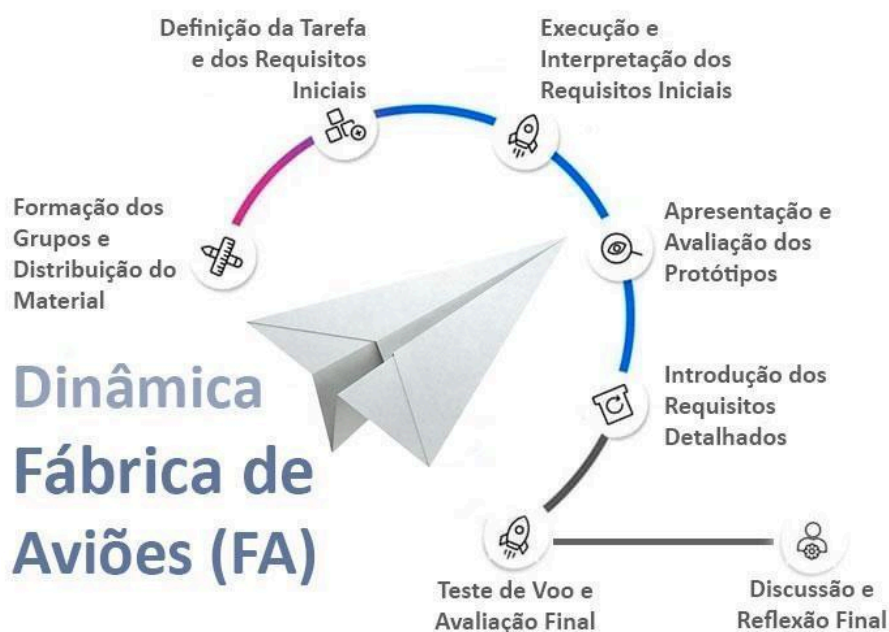 Definição da Tarefa
e dos Requisitos
Iniciais
Execução e
Interpretação dos
Requisitos Iniciais
Formação dos
Grupos e
Distribuição do
Material
Apresentação e
Avaliação dos
Protótipos
Introdução dos
Requisitos
Detalhados
Dinâmica
Fábrica de
Aviões (FA)
Teste de Voo e
Avaliação Final
Discussão e
Reflexão Final